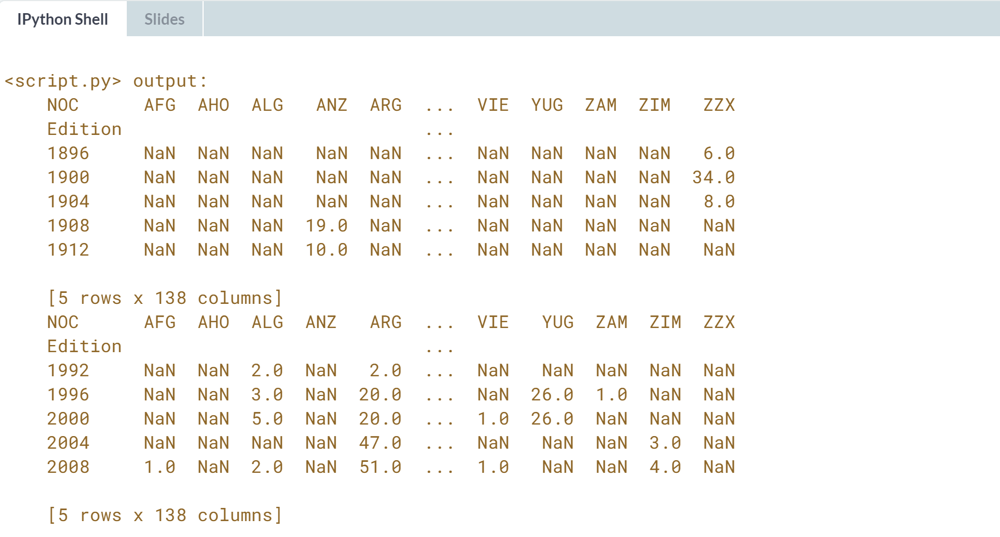 IPython Shell Slides
<script.py> output:
NOC AFG AHO ALG ANZ ARG ... VIE YUG ZAM ZIM ZZX
Edition ...
1896 NaN NaN NaN NaN NaN ... NaN NaN NaN NaN 6.0
1900 NaN NaN NaN NaN NaN ... NaN NaN NaN NaN 34.0
1904 NaN NaN NaN NaN NaN ... NaN NaN NaN NaN 8.0
1908 NaN NaN NaN 19.0 NaN ... NaN NaN NaN NaN NaN
1912 NaN NaN NaN 10.0 NaN ... NaN NaN NaN NaN NaN
[5 rows x 138 columns]
NOC AFG AHO ALG ANZ ARG ... VIE YUG ZAM ZIM ZZX
Edition ...
1992 NaN NaN 2.0 NaN 2.0 ... NaN NaN NaN NaN NaN
1996 NaN NaN 3.0 NaN 20.0 ... NaN 26.0 1.0 NaN NaN
2000 NaN NaN 5.0 NaN 20.0 ... 1.0 26.0 NaN NaN NaN
2004 NaN NaN NaN NaN 47.0 ... NaN NaN NaN 3.0 NaN
2008 1.0 NaN 2.0 NaN 51.0 ... 1.0 NaN NaN 4.0 NaN
[5 rows x 138 columns]